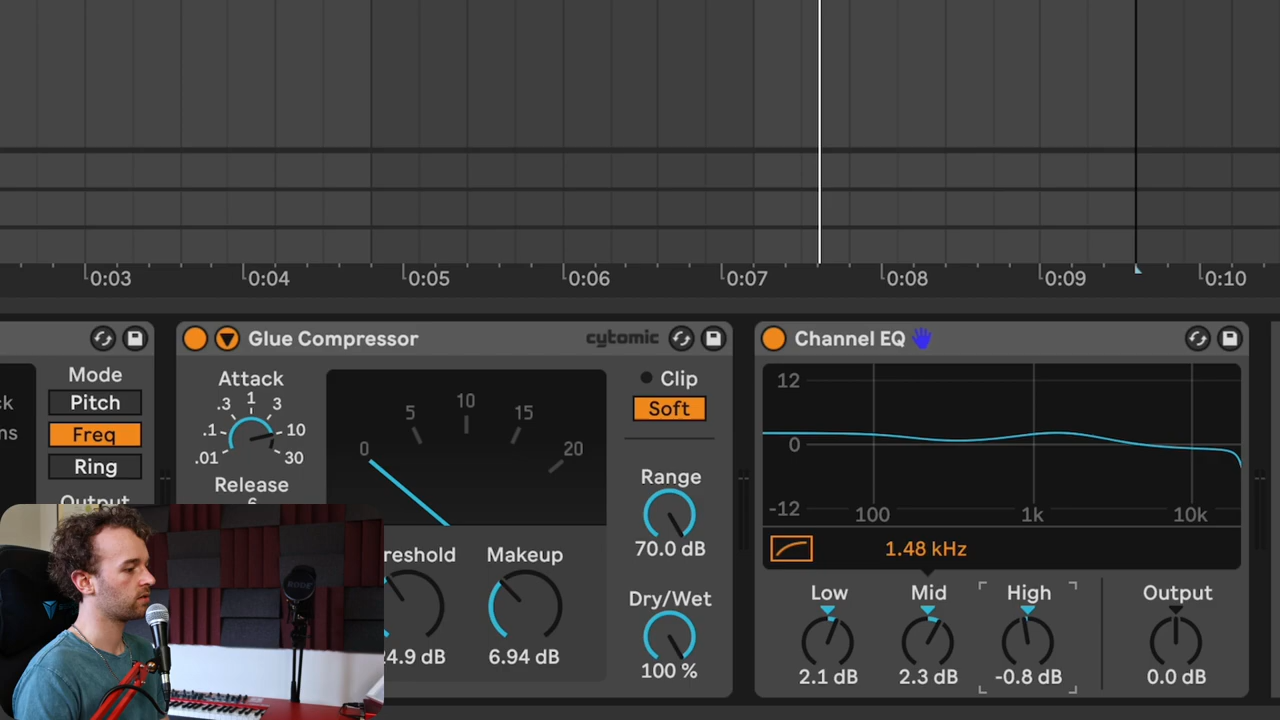 0:03 0:04 0:05 0:06 0:07 0:08 0:09 0:10
Mode
Pitch
Freq
Ring
Output
Glue Compressor
cytomic
Attack
.01 .1 .3 1 3 10 30
Release
0 5 10 15 20
Makeup
6.94 dB
Clip
Soft
Range
70.0 dB
Dry/Wet
100 %
Channel EQ
12
0
-12
100 1k 10k
1.48 kHz
Low Mid High Output
2.1 dB 2.3 dB -0.8 dB 0.0 dB